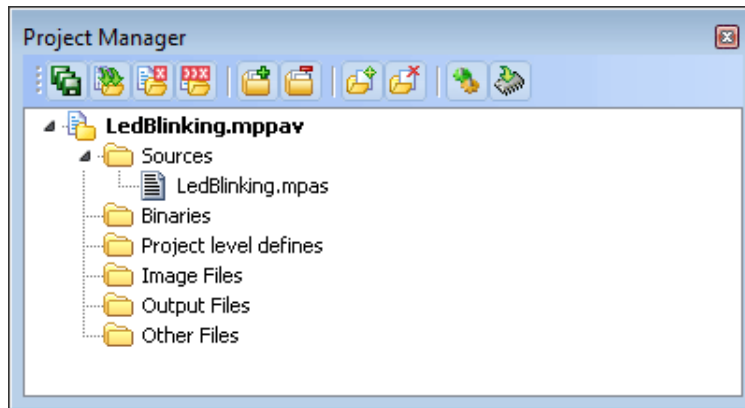 Project Manager
LedBlinking.mppav
Sources
LedBlinking.mpas
Binaries
Project level defines
Image Files
Output Files
Other Files